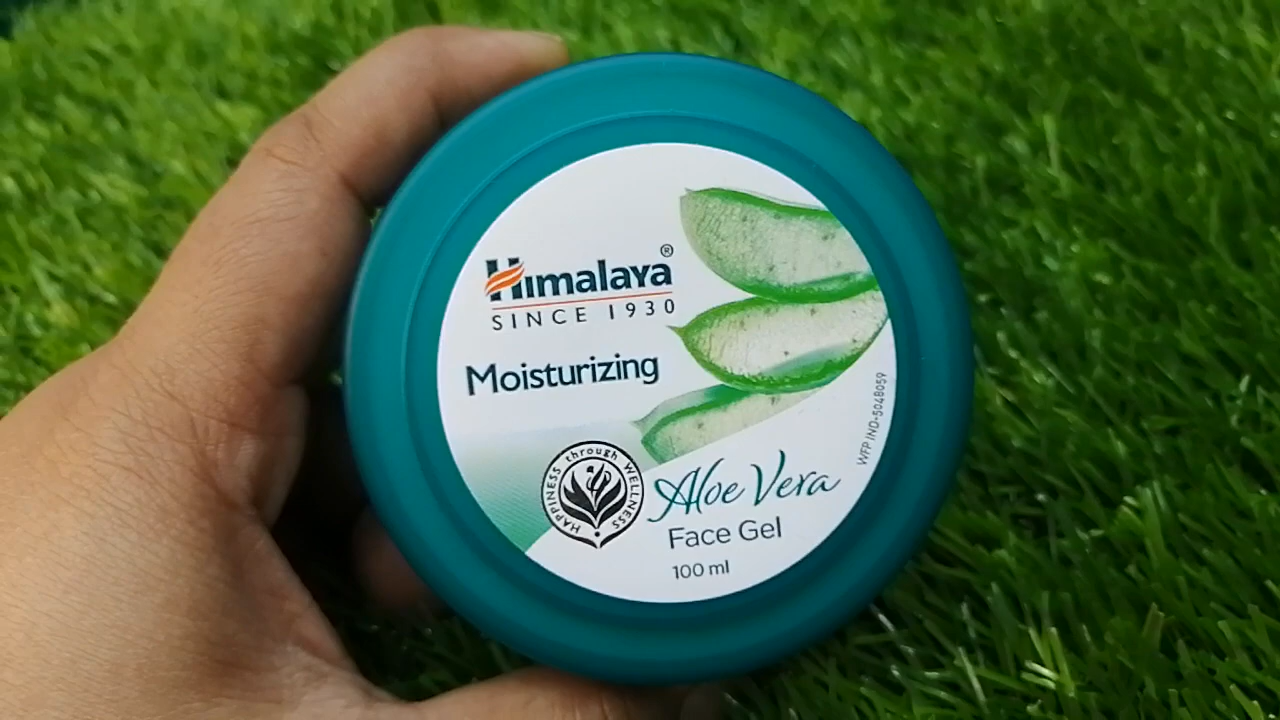 Himalaya®
SINCE 1930
Moisturizing
HAPPINESS through WELLNESS
Aloe Vera
Face Gel
100 ml
WFP IND-5048059